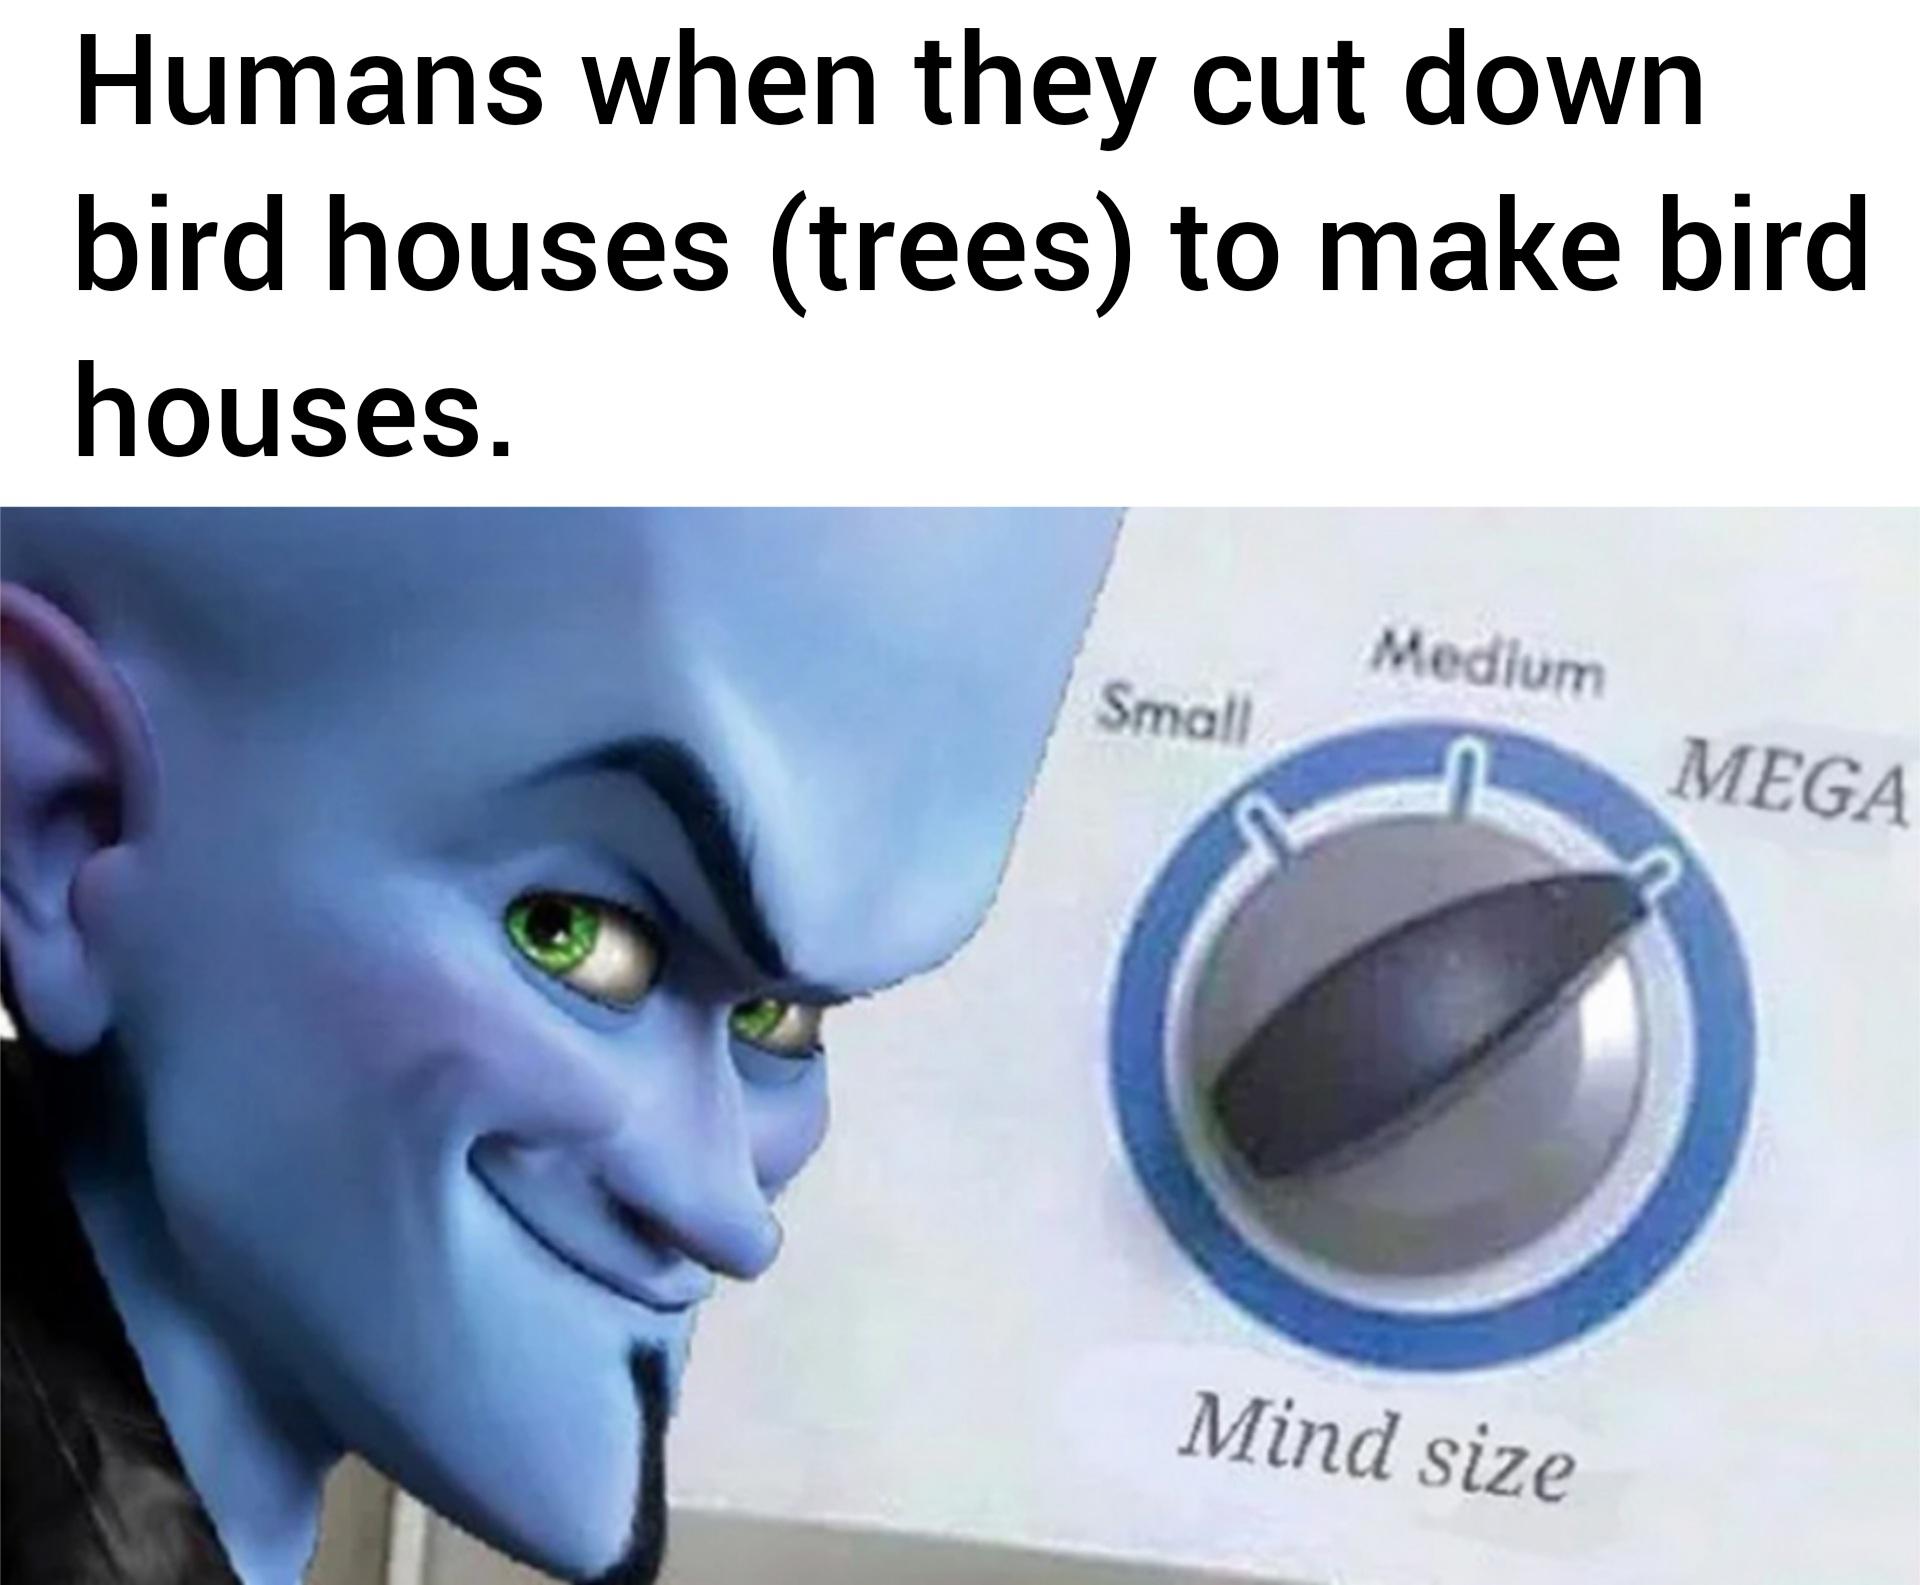 Humans when they cut down
bird houses (trees) to make bird
houses.
Medium
Small
MEGA
Mind size